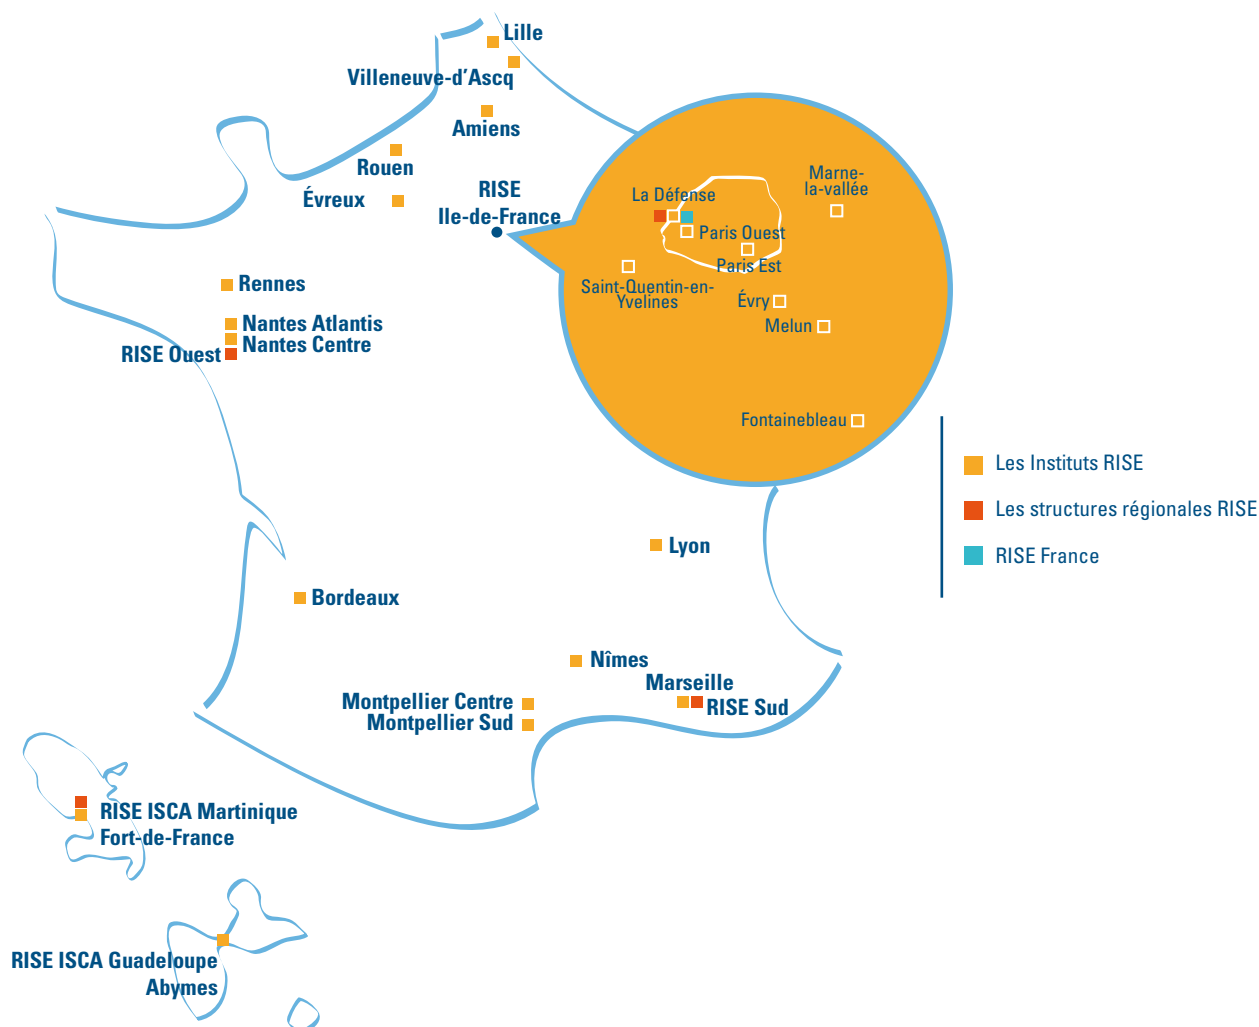 Lille
Villeneuve-d'Ascq
Amiens
Rouen
Évreux
RISE
Ile-de-France
Marne-
la-vallée
La Défense
Paris Ouest
Paris Est
Saint-Quentin-en-
Yvelines
Évry
Melun
Fontainebleau
Rennes
Nantes Atlantis
Nantes Centre
RISE Ouest
Les Instituts RISE
Les structures régionales RISE
RISE France
Lyon
Bordeaux
Nîmes
Marseille
RISE Sud
Montpellier Centre
Montpellier Sud
RISE ISCA Martinique
Fort-de-France
RISE ISCA Guadeloupe
Abymes